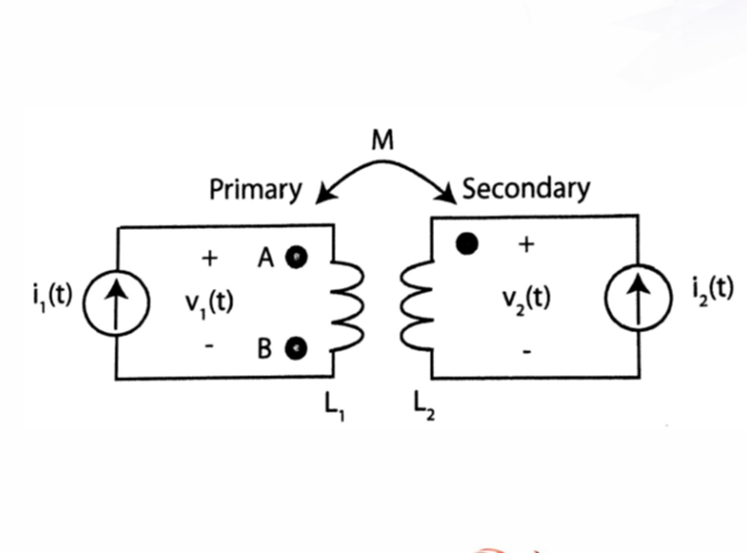 M
Primary
Secondary
+
A
+
i₁(t)
v₁(t)
v₂(t)
i₂(t)
-
B
-
L₁
L₂